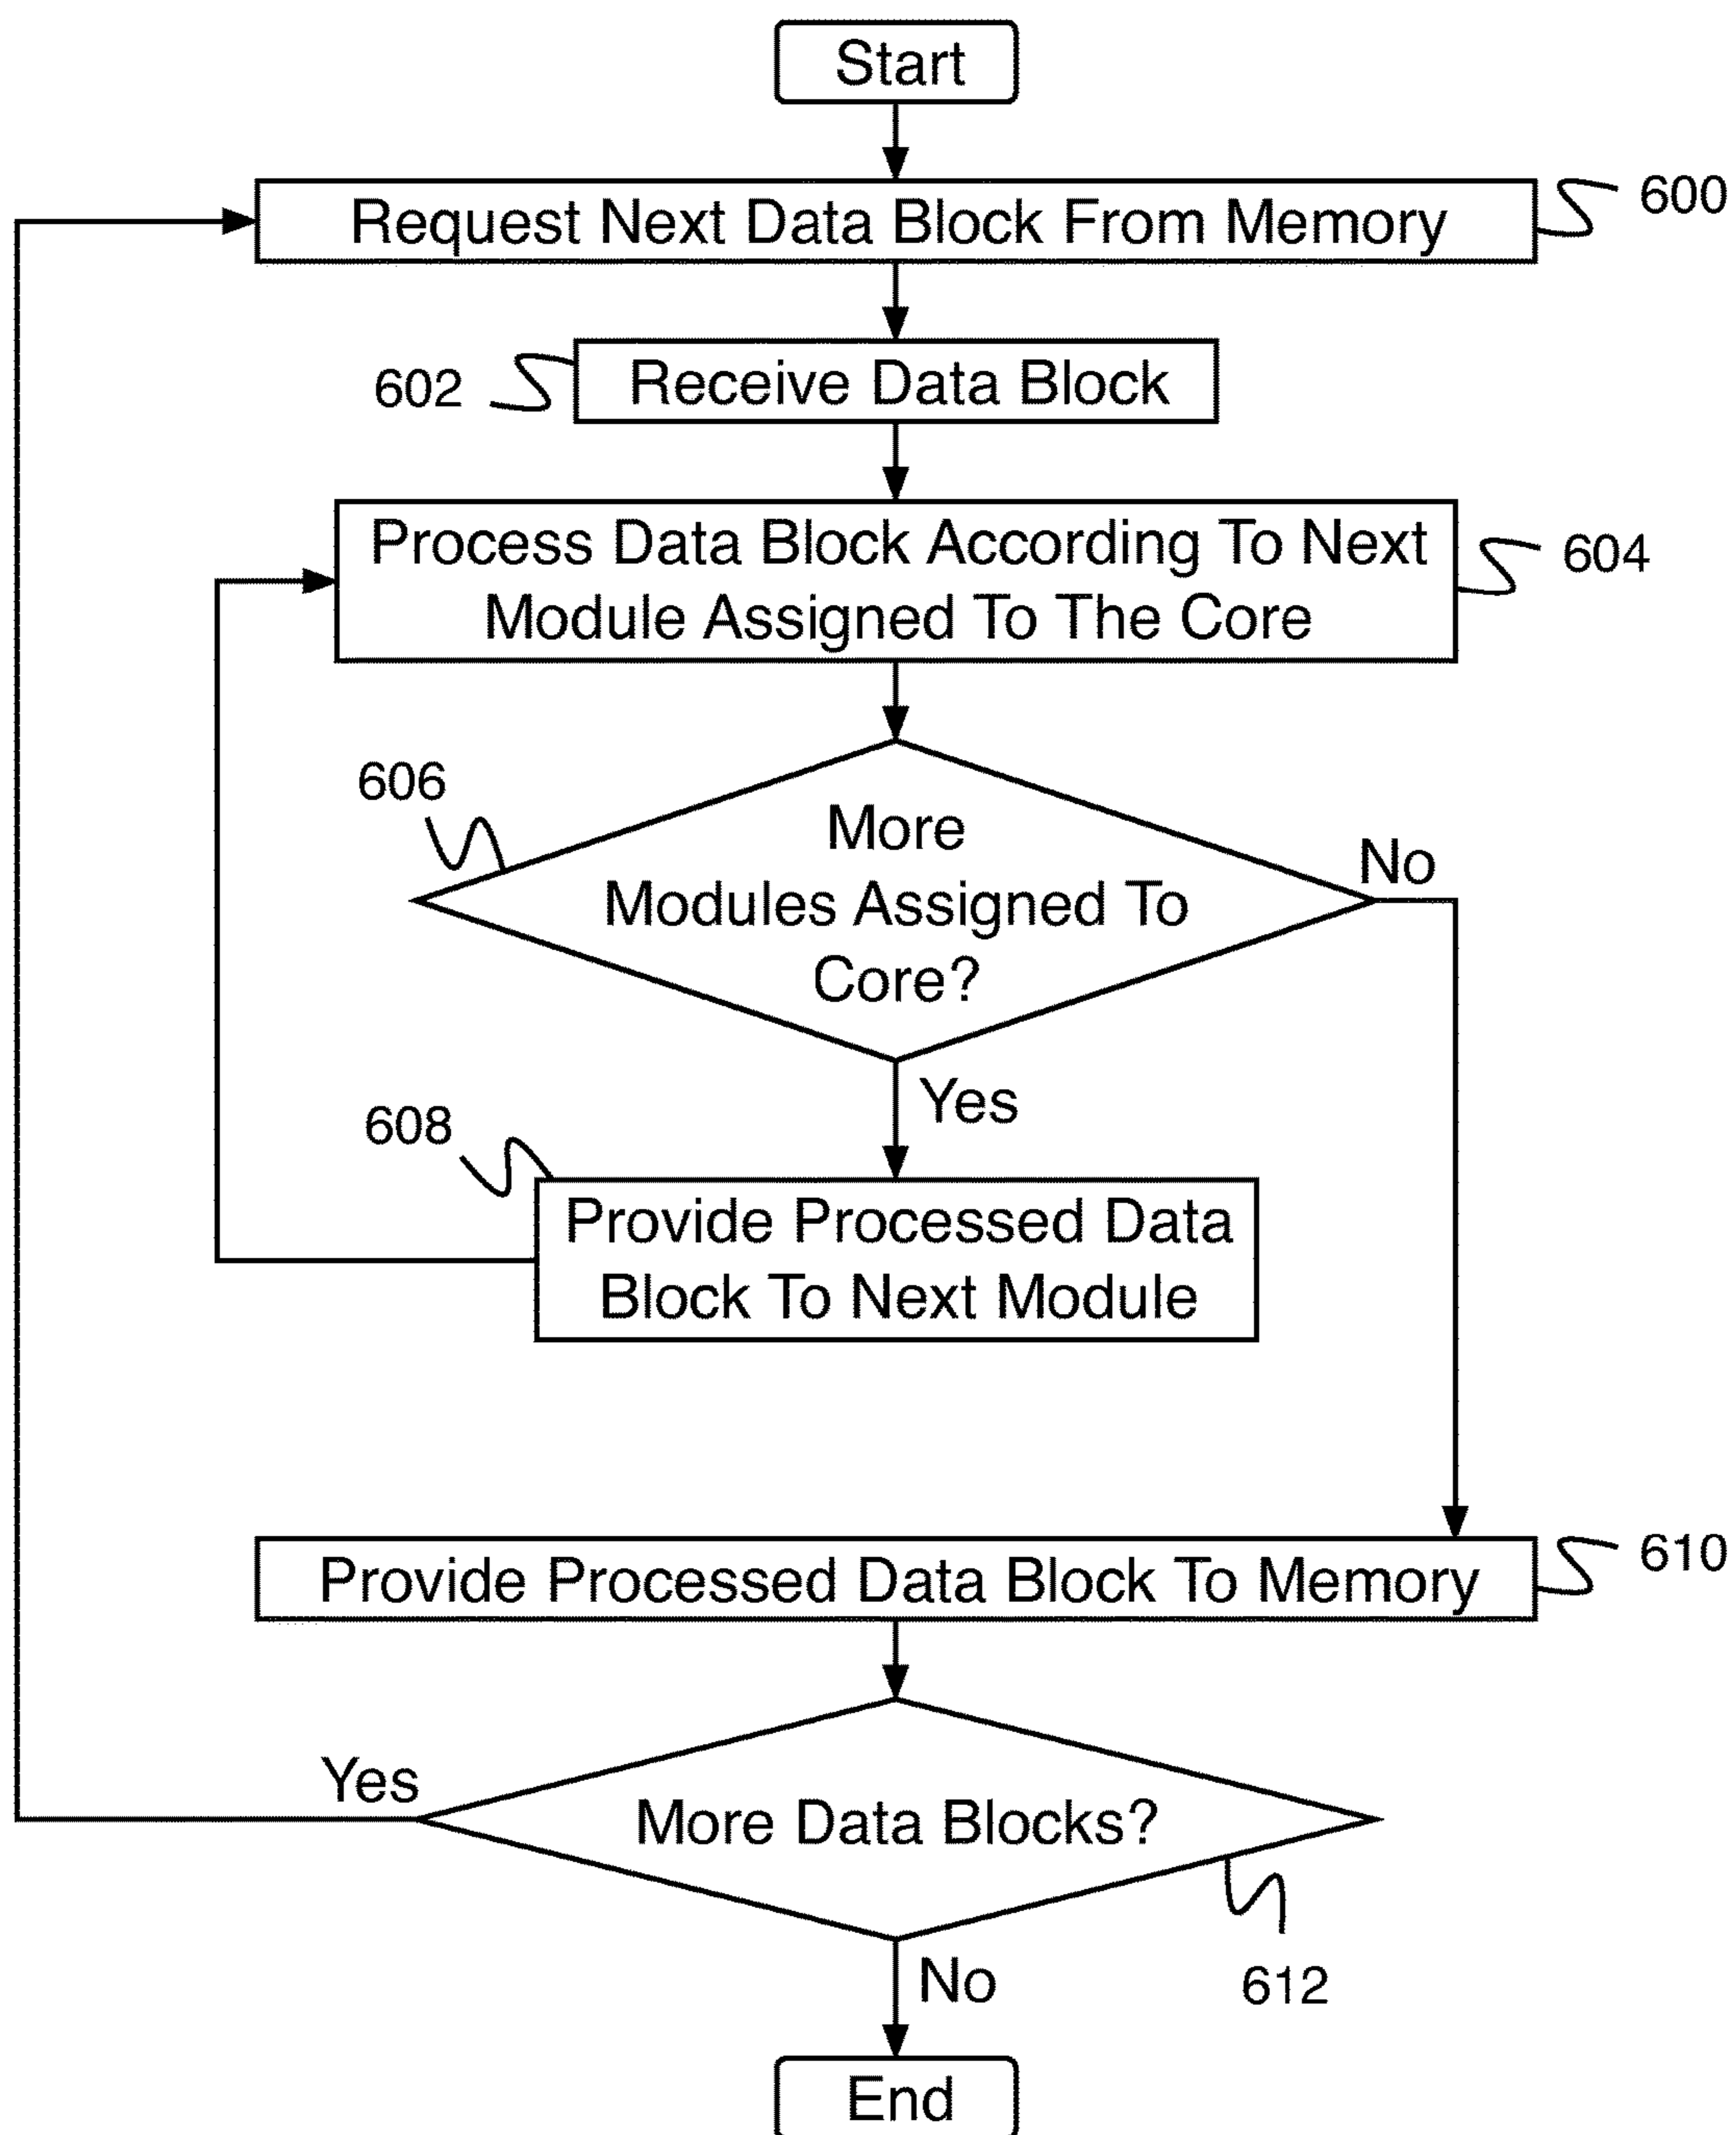 Start
Request Next Data Block From Memory
600
602
Receive Data Block
Process Data Block According To Next
Module Assigned To The Core
604
606
More
Modules Assigned To
Core?
No
Yes
608
Provide Processed Data
Block To Next Module
Provide Processed Data Block To Memory
610
Yes
More Data Blocks?
612
No
End